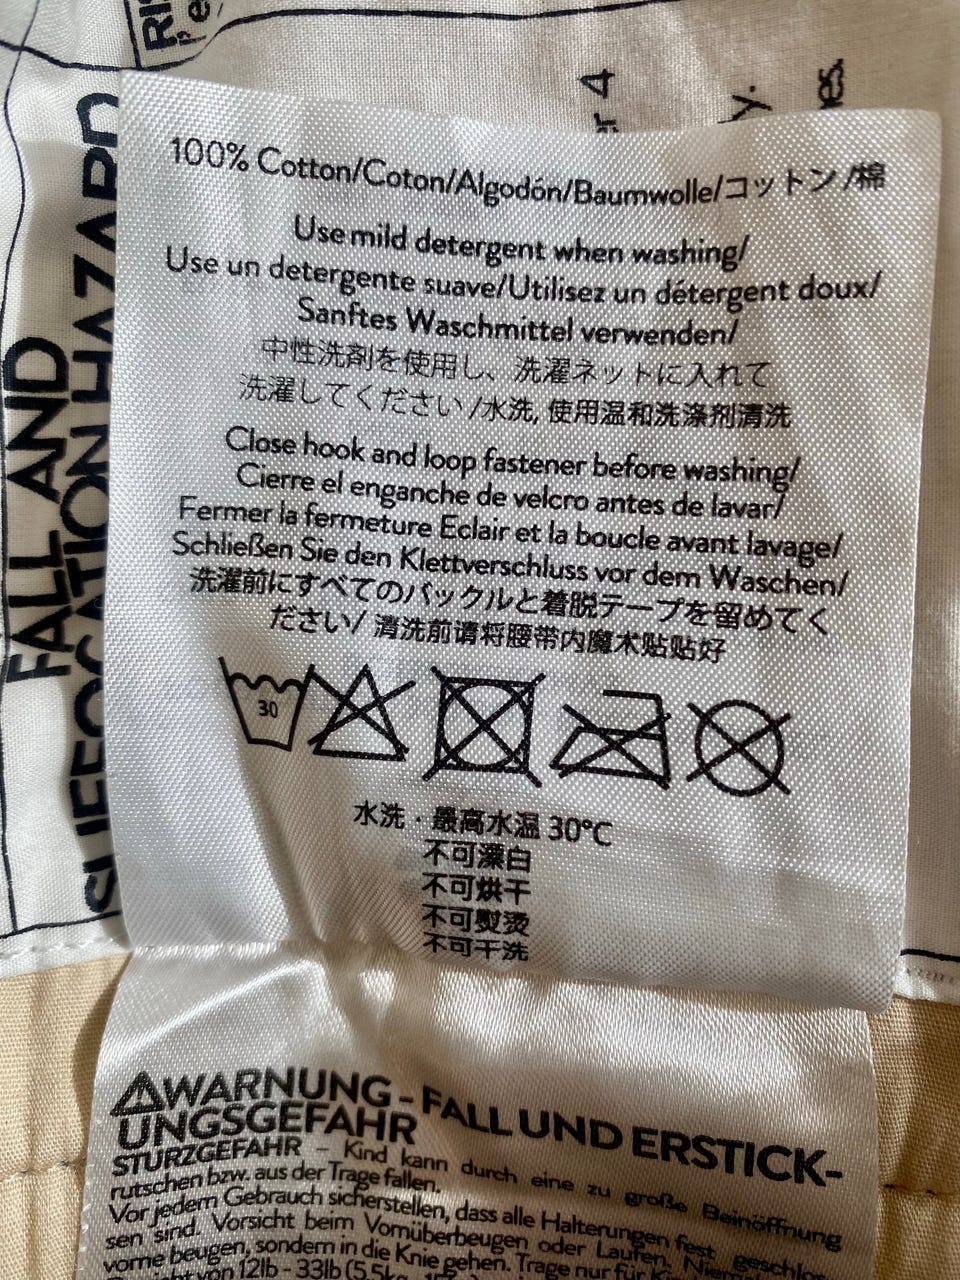 FALL AND
SUFFOCATION HAZARD
100% Cotton/Coton/Algodón/Baumwolle/コットン/棉
Use mild detergent when washing/
Use un detergente suave/Utilisez un détergent doux/
Sanftes Waschmittel verwenden/
中性洗剤を使用し、洗濯ネットに入れて
洗濯してください/水洗, 使用温和洗涤剂清洗
Close hook and loop fastener before washing/
Cierre el enganche de velcro antes de lavar/
Fermer la fermeture Eclair et la boucle avant lavage/
Schließen Sie den Klettverschluss vor dem Waschen/
洗濯前にすべてのバックルと着脱テープを留めてく
ださい/ 清洗前请将腰带内魔术贴贴好
30
水洗・最高水温 30℃
不可漂白
不可烘干
不可熨烫
不可干洗
⚠WARNUNG - FALL UND ERSTICK-
UNGSGEFAHR
STURZGEFAHR – Kind kann durch eine zu große Beinöffnung
rutschen bzw. aus der Trage fallen.
Vor jedem Gebrauch sicherstellen, dass alle Halterungen fest geschlos-
sen sind. Vorsicht beim Vornüberbeugen oder Laufen.
vorne beugen, sondern in die Knie gehen. Trage nur für
von 12lb - 33lb (5.5kg